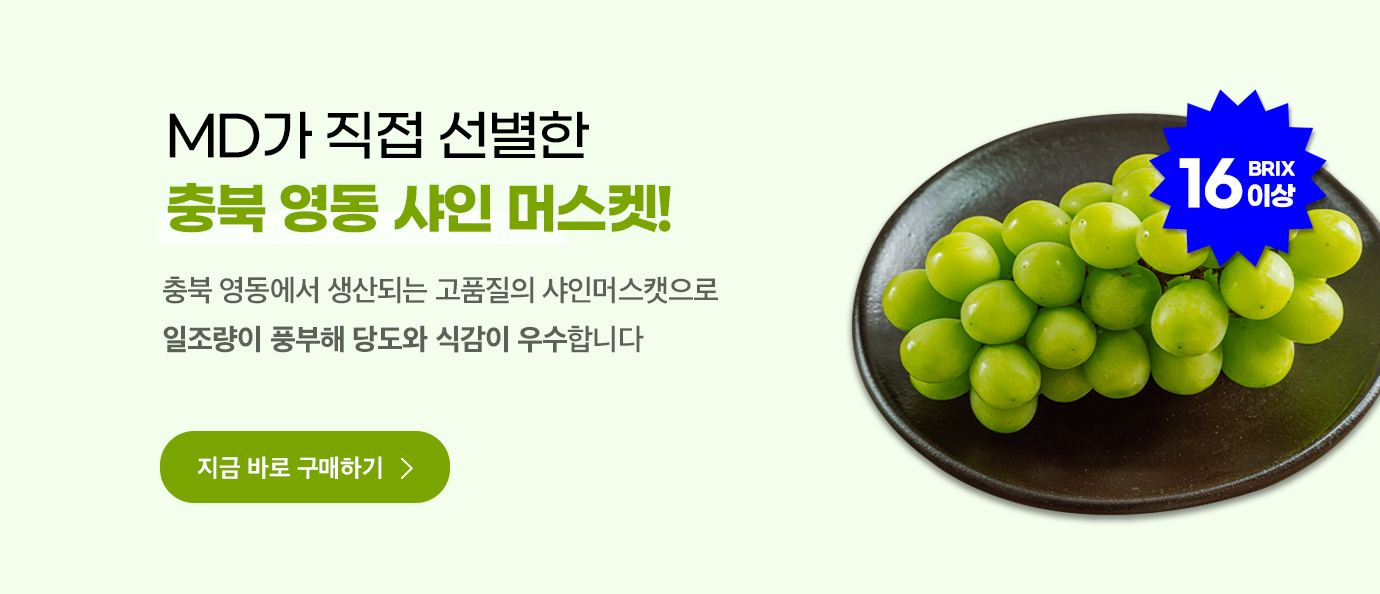 MD가 직접 선별한
충북 영동 샤인 머스켓!
충북 영동에서 생산되는 고품질의 샤인머스캣으로
일조량이 풍부해 당도와 식감이 우수합니다
지금 바로 구매하기
16 BRIX
이상